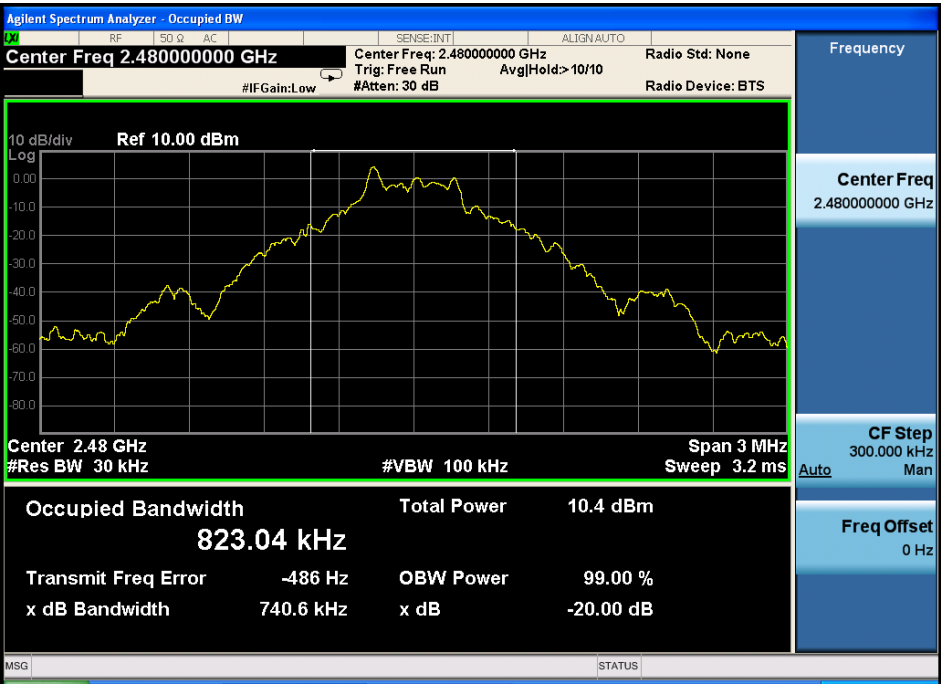 Agilent Spectrum Analyzer - Occupied BW
LXI RF 50 Ω AC SENSE:INT ALIGN AUTO
Center Freq 2.480000000 GHz
Center Freq: 2.480000000 GHz Radio Std: None
Trig: Free Run Avg|Hold:>10/10
#IFGain:Low #Atten: 30 dB Radio Device: BTS
10 dB/div Ref 10.00 dBm
Log
0.00
-10.0
-20.0
-30.0
-40.0
-50.0
-60.0
-70.0
-80.0
Center 2.48 GHz Span 3 MHz
#Res BW 30 kHz #VBW 100 kHz Sweep 3.2 ms
Occupied Bandwidth Total Power 10.4 dBm
823.04 kHz
Transmit Freq Error -486 Hz OBW Power 99.00 %
x dB Bandwidth 740.6 kHz x dB -20.00 dB
MSG STATUS
Frequency
Center Freq
2.480000000 GHz
CF Step
300.000 kHz
Auto Man
Freq Offset
0 Hz